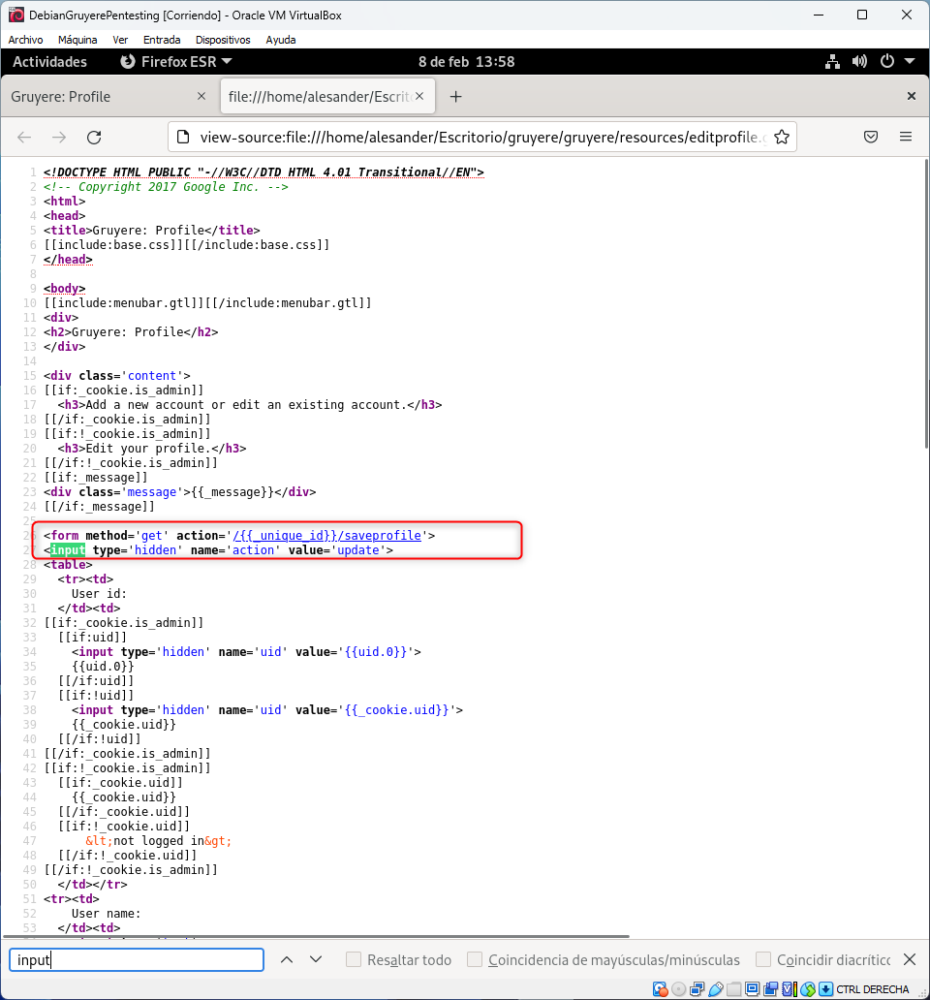 DebianGruyerePentesting [Corriendo] - Oracle VM VirtualBox
Archivo Máquina Ver Entrada Dispositivos Ayuda
Actividades Firefox ESR 8 de feb 13:58
Gruyere: Profile file:///home/alesander/Escrit
view-source:file:///home/alesander/Escritorio/gruyere/gruyere/resources/editprofile.g
1 <!DOCTYPE HTML PUBLIC "-//W3C//DTD HTML 4.01 Transitional//EN">
2 <!-- Copyright 2017 Google Inc. -->
3 <html>
4 <head>
5 <title>Gruyere: Profile</title>
6 [[include:base.css]][[/include:base.css]]
7 </head>
8
9 <body>
10 [[include:menubar.gtl]][[/include:menubar.gtl]]
11 <div>
12 <h2>Gruyere: Profile</h2>
13 </div>
14
15 <div class='content'>
16 [[if:_cookie.is_admin]]
17   <h3>Add a new account or edit an existing account.</h3>
18 [[/if:_cookie.is_admin]]
19 [[if:!_cookie.is_admin]]
20   <h3>Edit your profile.</h3>
21 [[/if:!_cookie.is_admin]]
22 [[if:_message]]
23 <div class='message'>{{_message}}</div>
24 [[/if:_message]]
25
26 <form method='get' action='/{{_unique_id}}/saveprofile'>
27 <input type='hidden' name='action' value='update'>
28 <table>
29   <tr><td>
30     User id:
31   </td><td>
32 [[if:_cookie.is_admin]]
33   [[if:uid]]
34     <input type='hidden' name='uid' value='{{uid.0}}'>
35     {{uid.0}}
36   [[/if:uid]]
37   [[if:!uid]]
38     <input type='hidden' name='uid' value='{{_cookie.uid}}'>
39     {{_cookie.uid}}
40   [[/if:!uid]]
41 [[/if:_cookie.is_admin]]
42 [[if:!_cookie.is_admin]]
43   [[if:_cookie.uid]]
44     {{_cookie.uid}}
45   [[/if:_cookie.uid]]
46   [[if:!_cookie.uid]]
47       &lt;not logged in&gt;
48   [[/if:!_cookie.uid]]
49 [[/if:!_cookie.is_admin]]
50   </td></tr>
51 <tr><td>
52     User name:
53   </td><td>
input Resaltar todo Coincidencia de mayúsculas/minúsculas Coincidir diacrític
CTRL DERECHA